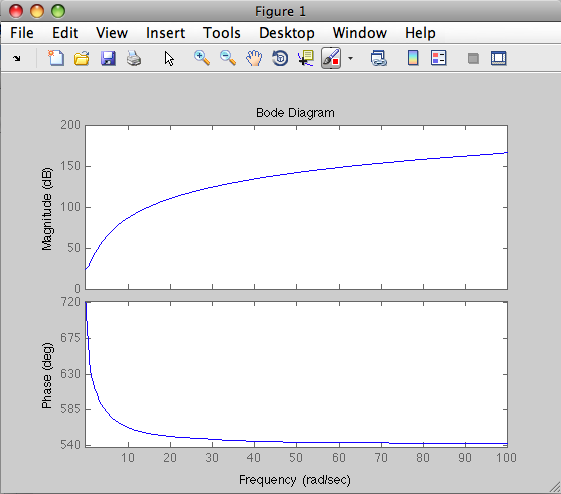 Figure 1
File Edit View Insert Tools Desktop Window Help
Bode Diagram
Magnitude (dB)
200
150
100
50
0
Phase (deg)
720
675
630
585
540
10 20 30 40 50 60 70 80 90 100
Frequency (rad/sec)